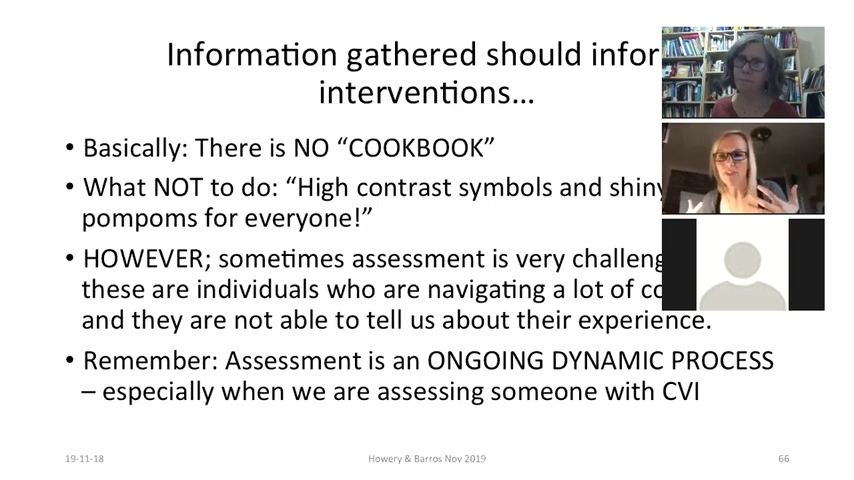 Information gathered should infor
interventions…
• Basically: There is NO “COOKBOOK”
• What NOT to do: “High contrast symbols and shiny
pompoms for everyone!”
• HOWEVER; sometimes assessment is very challeng
these are individuals who are navigating a lot of co
and they are not able to tell us about their experience.
• Remember: Assessment is an ONGOING DYNAMIC PROCESS
– especially when we are assessing someone with CVI
19-11-18 Howery & Barros Nov 2019 66